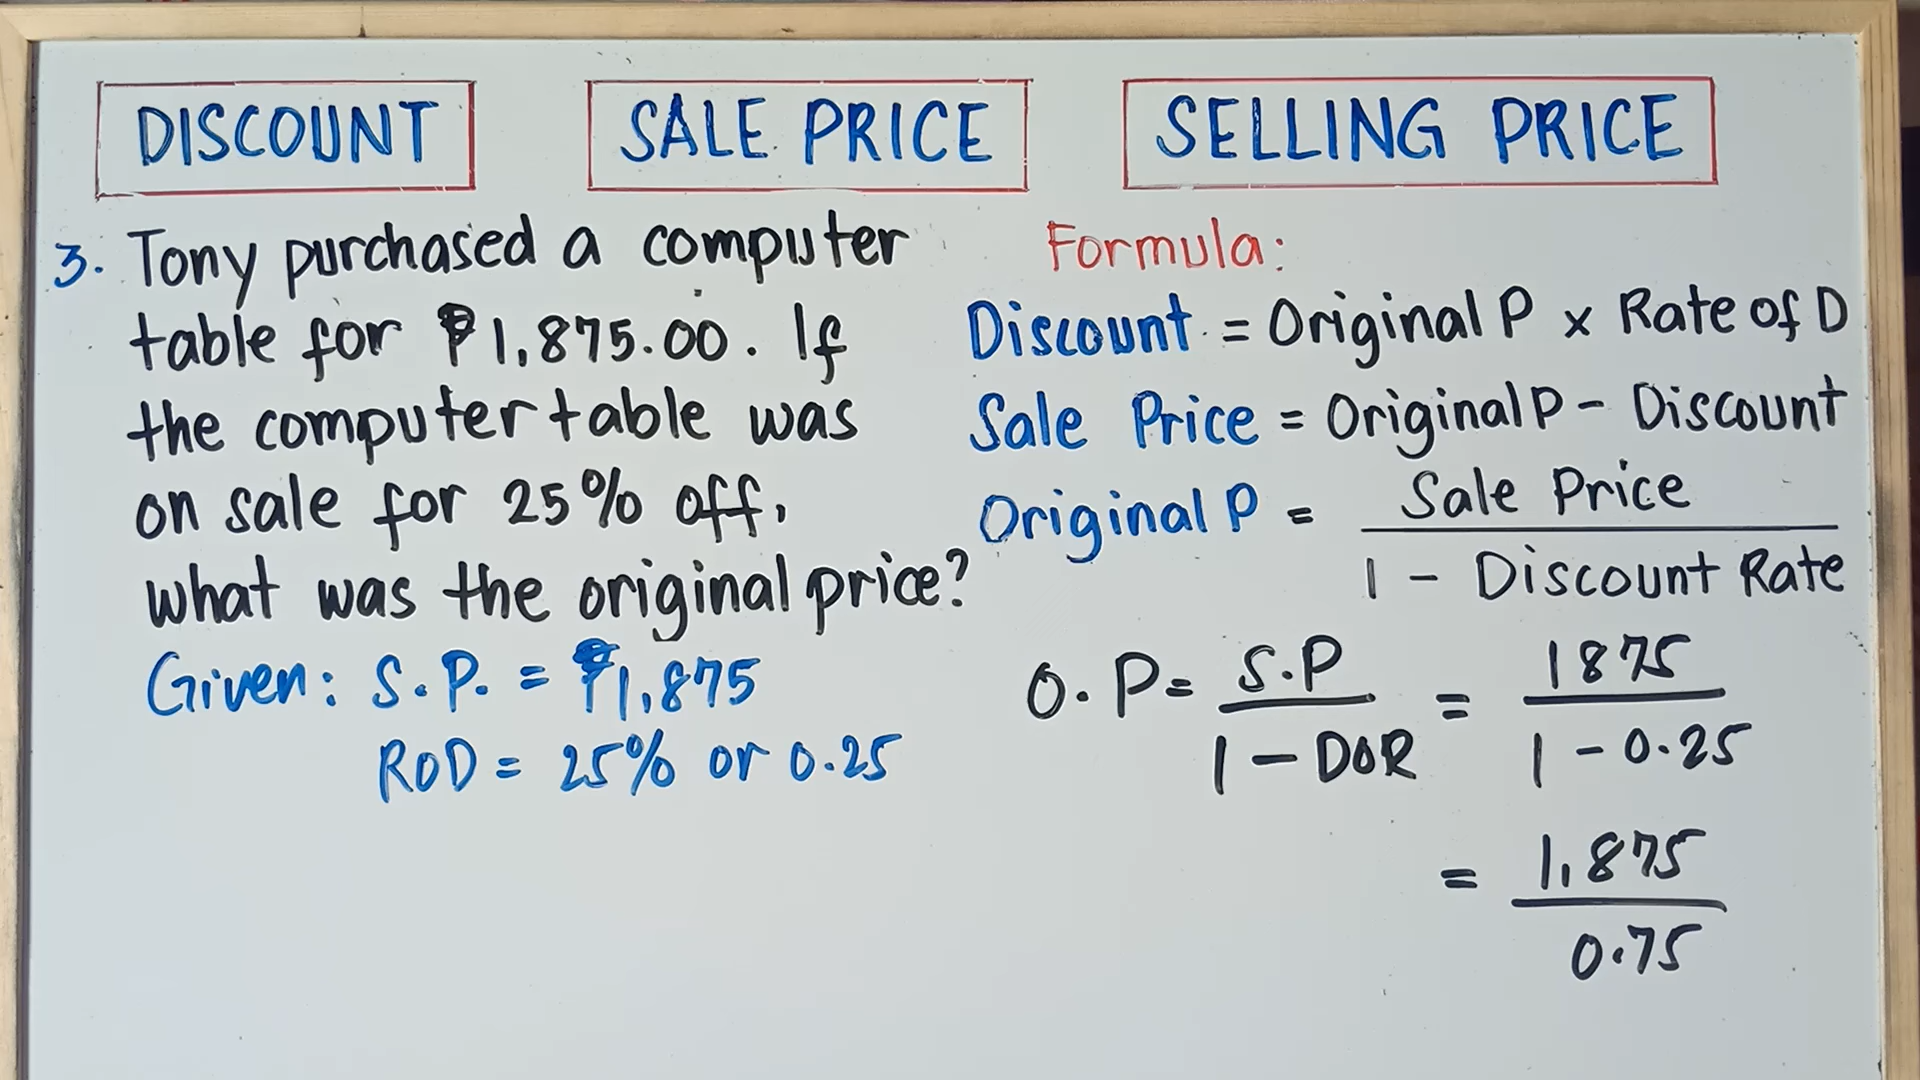 DISCOUNT
SALE PRICE
SELLING PRICE
3. Tony purchased a computer
table for ₱1,875.00. If
the computer table was
on sale for 25% off,
what was the original price?
Given: S.P. = ₱1,875
ROD = 25% or 0.25
Formula:
Discount = Original P x Rate of D
Sale Price = Original P - Discount
Original P = Sale Price
1 - Discount Rate
O.P = S.P = 1875
1 - DOR 1 - 0.25
= 1,875
0.75